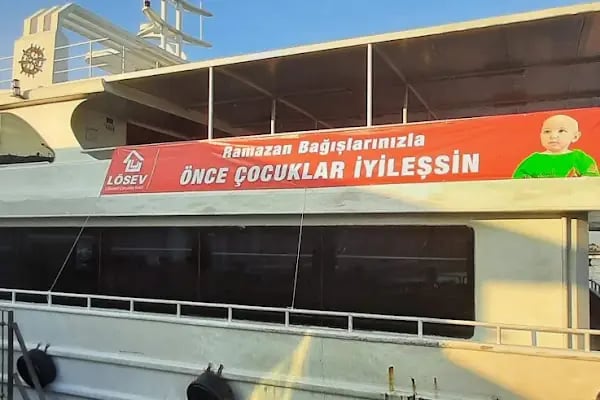 Ramazan Bağışlarınızla
ÖNCE ÇOCUKLAR İYİLEŞSİN
LÖSEV